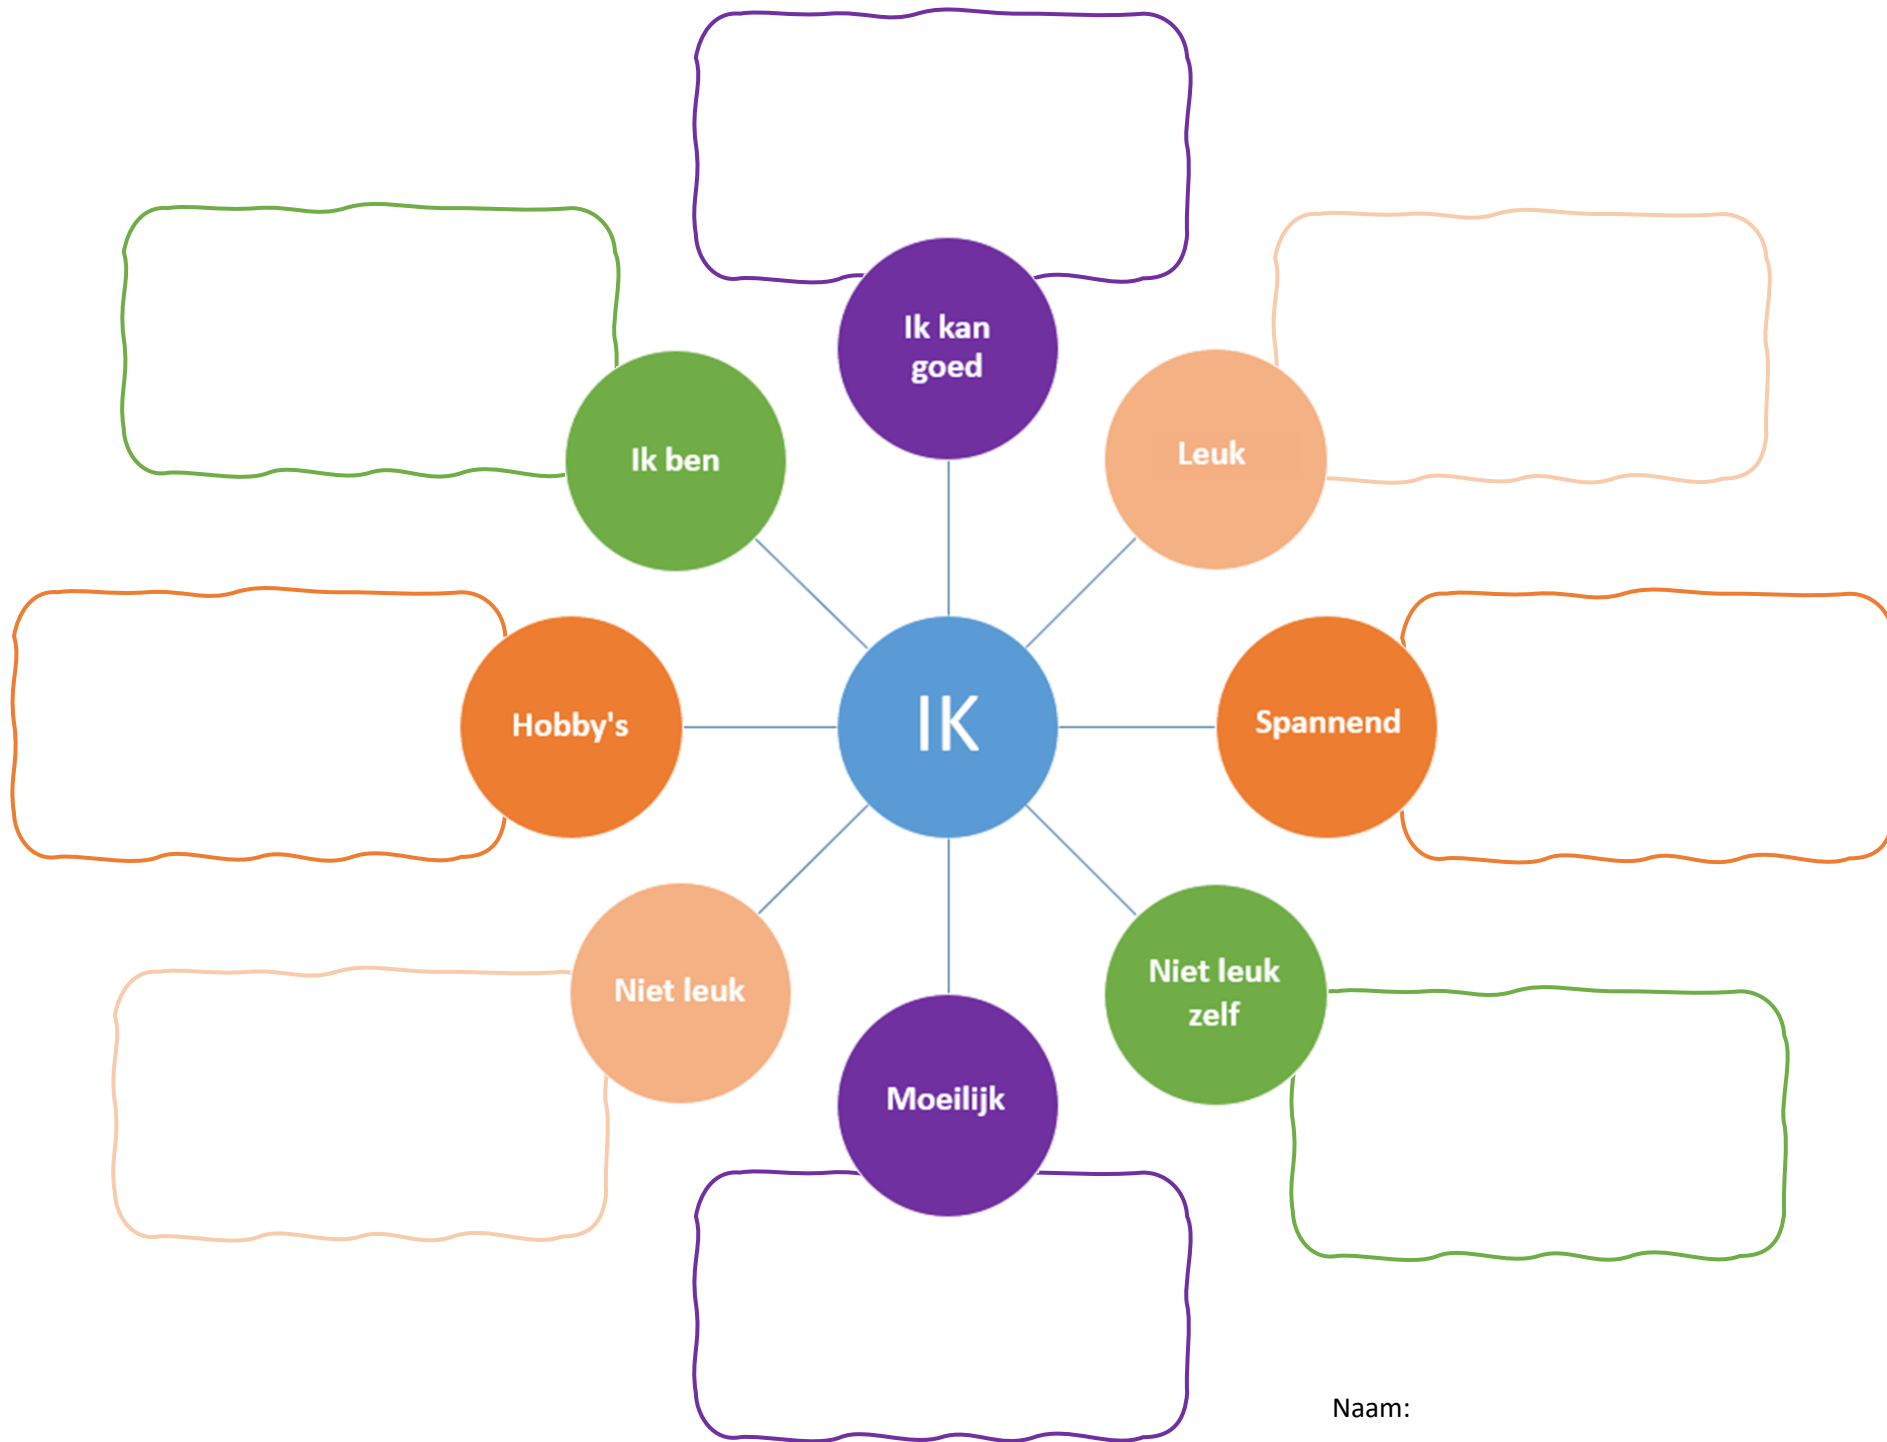 Ik kan
goed
Ik ben
Leuk
Hobby's
IK
Spannend
Niet leuk
Niet leuk
zelf
Moeilijk
Naam: